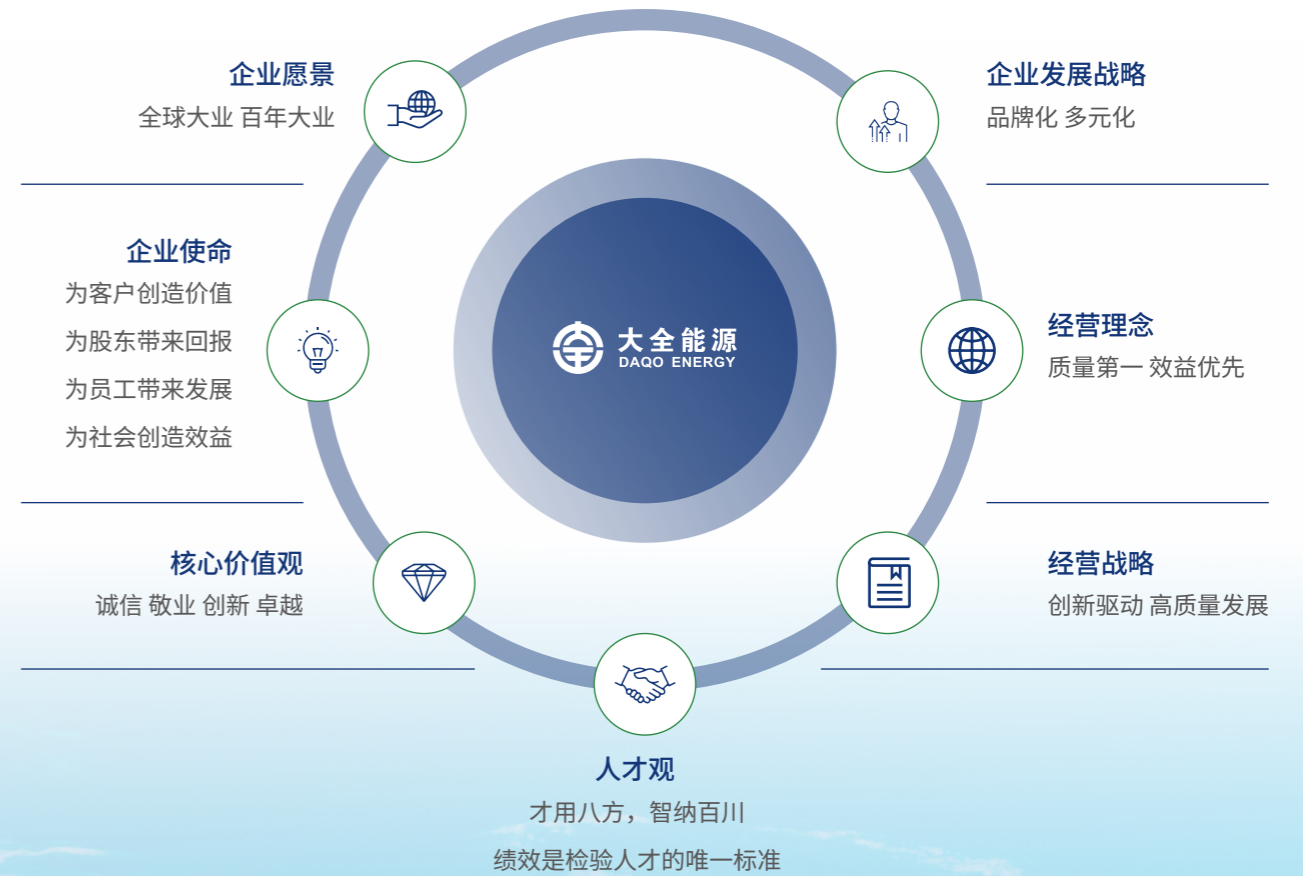 企业愿景
全球大业 百年大业
企业使命
为客户创造价值
为股东带来回报
为员工带来发展
为社会创造效益
核心价值观
诚信 敬业 创新 卓越
大全能源
DAQO ENERGY
企业发展战略
品牌化 多元化
经营理念
质量第一 效益优先
经营战略
创新驱动 高质量发展
人才观
才用八方，智纳百川
绩效是检验人才的唯一标准